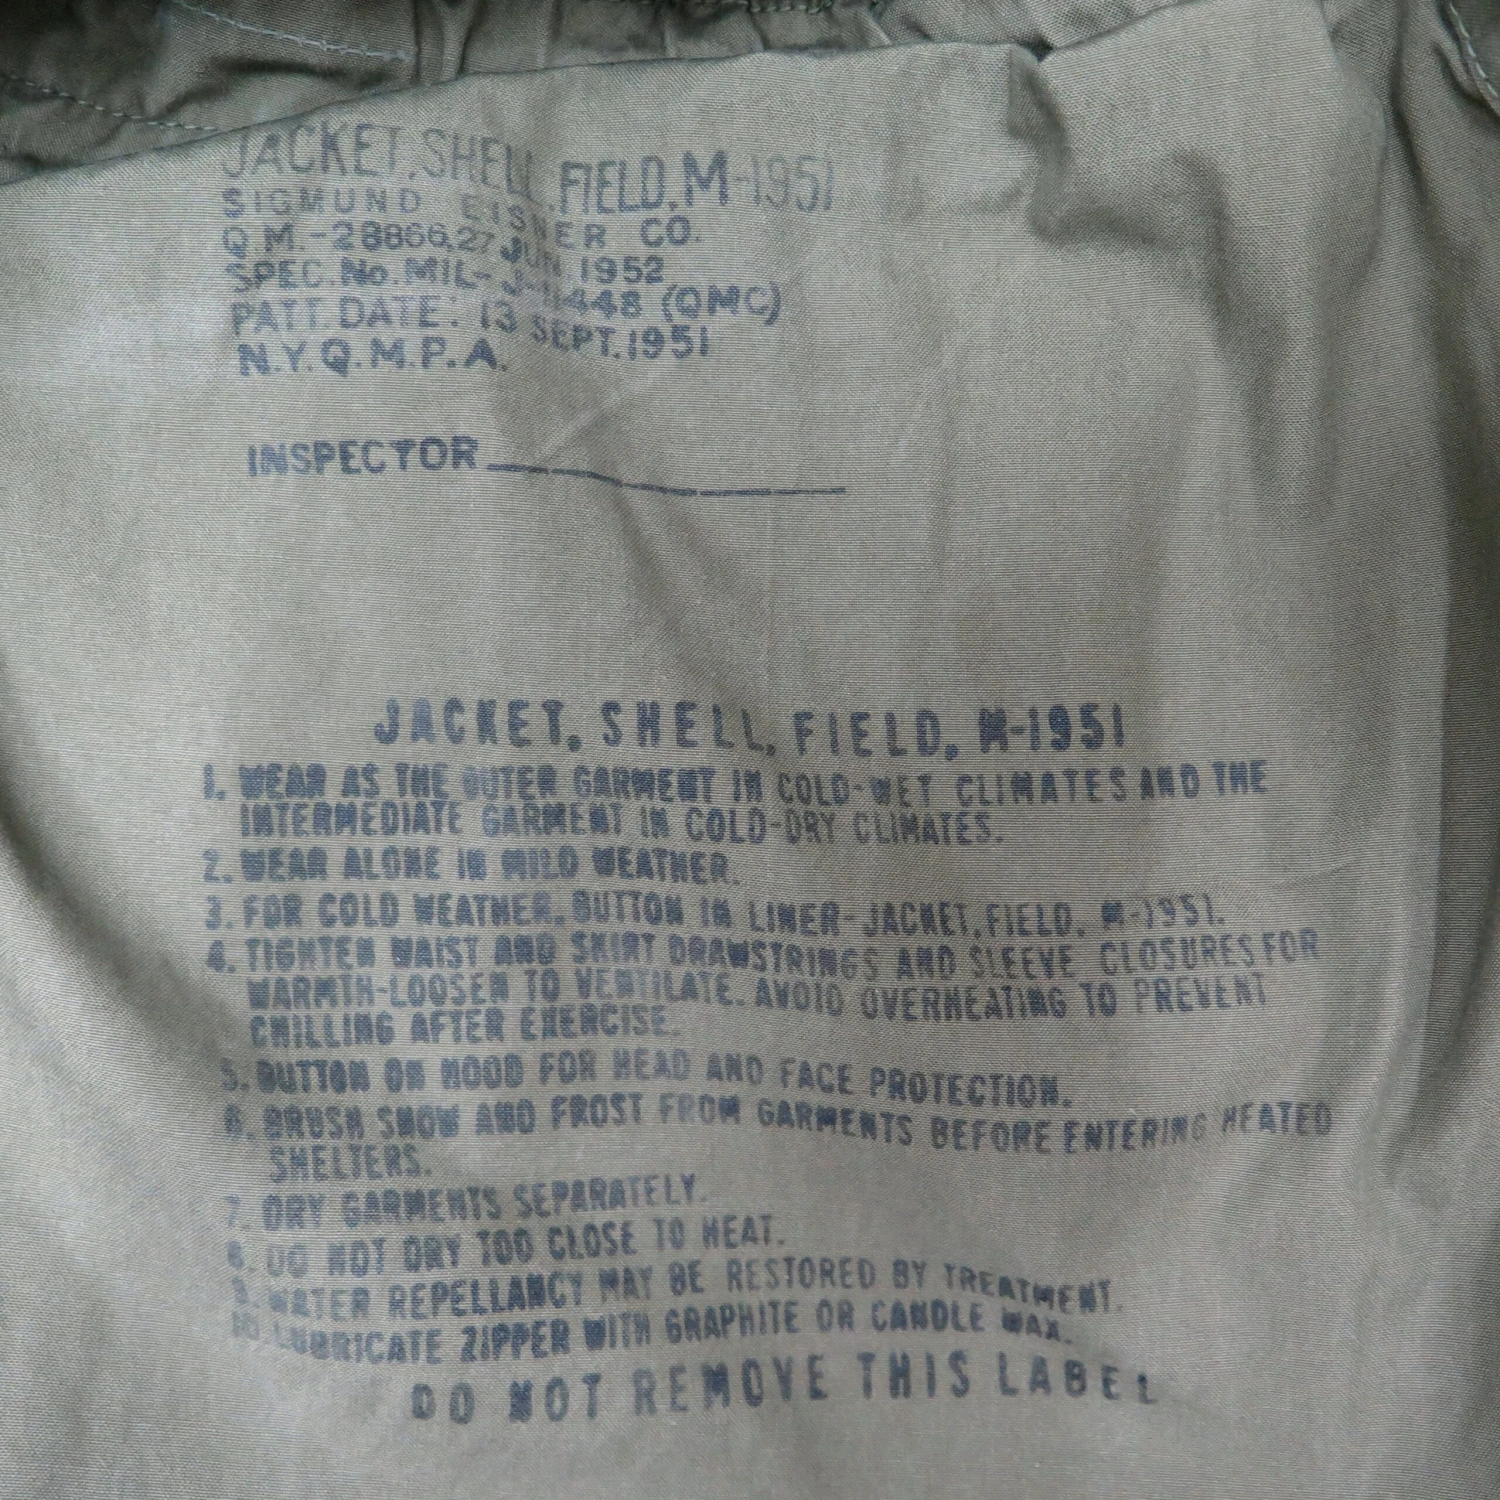 JACKET, SHELL, FIELD, M-1951
SIGMUND EISNER CO.
Q.M.-28866, 27 JUN 1952
SPEC. No. MIL-J-11448 (QMC)
PATT. DATE: 13 SEPT. 1951
N.Y.Q.M.P.A.
INSPECTOR
JACKET, SHELL, FIELD, M-1951
1. WEAR AS THE OUTER GARMENT IN COLD-WET CLIMATES AND THE
INTERMEDIATE GARMENT IN COLD-DRY CLIMATES.
2. WEAR ALONE IN MILD WEATHER.
3. FOR COLD WEATHER, BUTTON IN LINER-JACKET, FIELD, M-1951.
4. TIGHTEN WAIST AND SKIRT DRAWSTRINGS AND SLEEVE CLOSURES FOR
WARMTH-LOOSEN TO VENTILATE. AVOID OVERHEATING TO PREVENT
CHILLING AFTER EXERCISE.
5. BUTTON ON HOOD FOR HEAD AND FACE PROTECTION.
6. BRUSH SNOW AND FROST FROM GARMENTS BEFORE ENTERING HEATED
SHELTERS.
7. DRY GARMENTS SEPARATELY.
8. DO NOT DRY TOO CLOSE TO HEAT.
9. WATER REPELLANCY MAY BE RESTORED BY TREATMENT.
10. LUBRICATE ZIPPER WITH GRAPHITE OR CANDLE WAX.
DO NOT REMOVE THIS LABEL